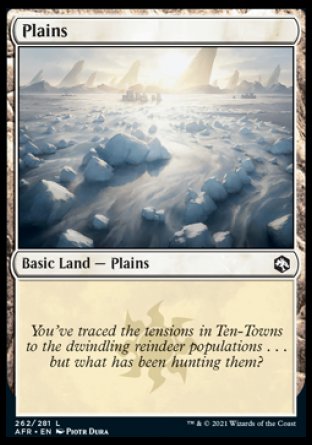 Plains
Basic Land — Plains
You've traced the tensions in Ten-Towns
to the dwindling reindeer populations . . .
but what has been hunting them?
262/281 L
AFR • EN Piotr Dura
™ & © 2021 Wizards of the Coast